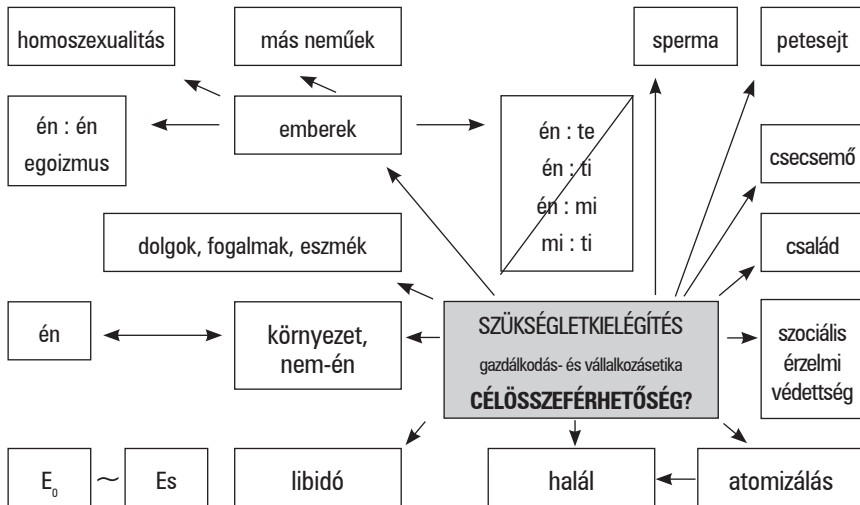 homoszexualitás
más neműek
sperma
petesejt
én : én
egoizmus
emberek
én : te
én : ti
én : mi
mi : ti
csecsemő
dolgok, fogalmak, eszmék
család
én
környezet,
nem-én
SZÜKSÉGLETKIELÉGÍTÉS
gazdálkodás- és vállalkozásetika
CÉLÖSSZEFÉRHETŐSÉG?
szociális
érzelmi
védettség
E₀ ~ Es
libidó
halál
atomizálás